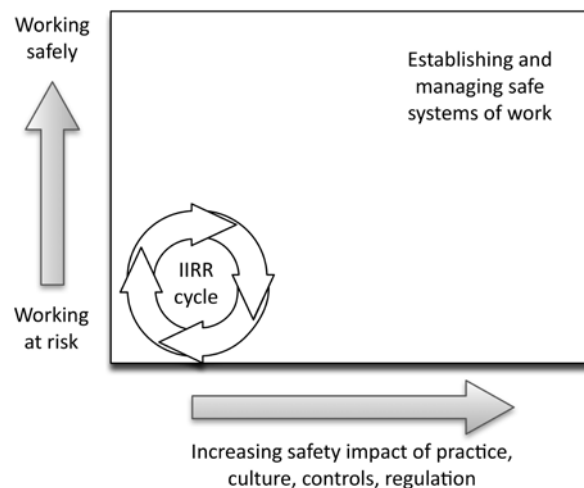 Working
safely
Establishing and
managing safe
systems of work
IIRR
cycle
Working
at risk
Increasing safety impact of practice,
culture, controls, regulation